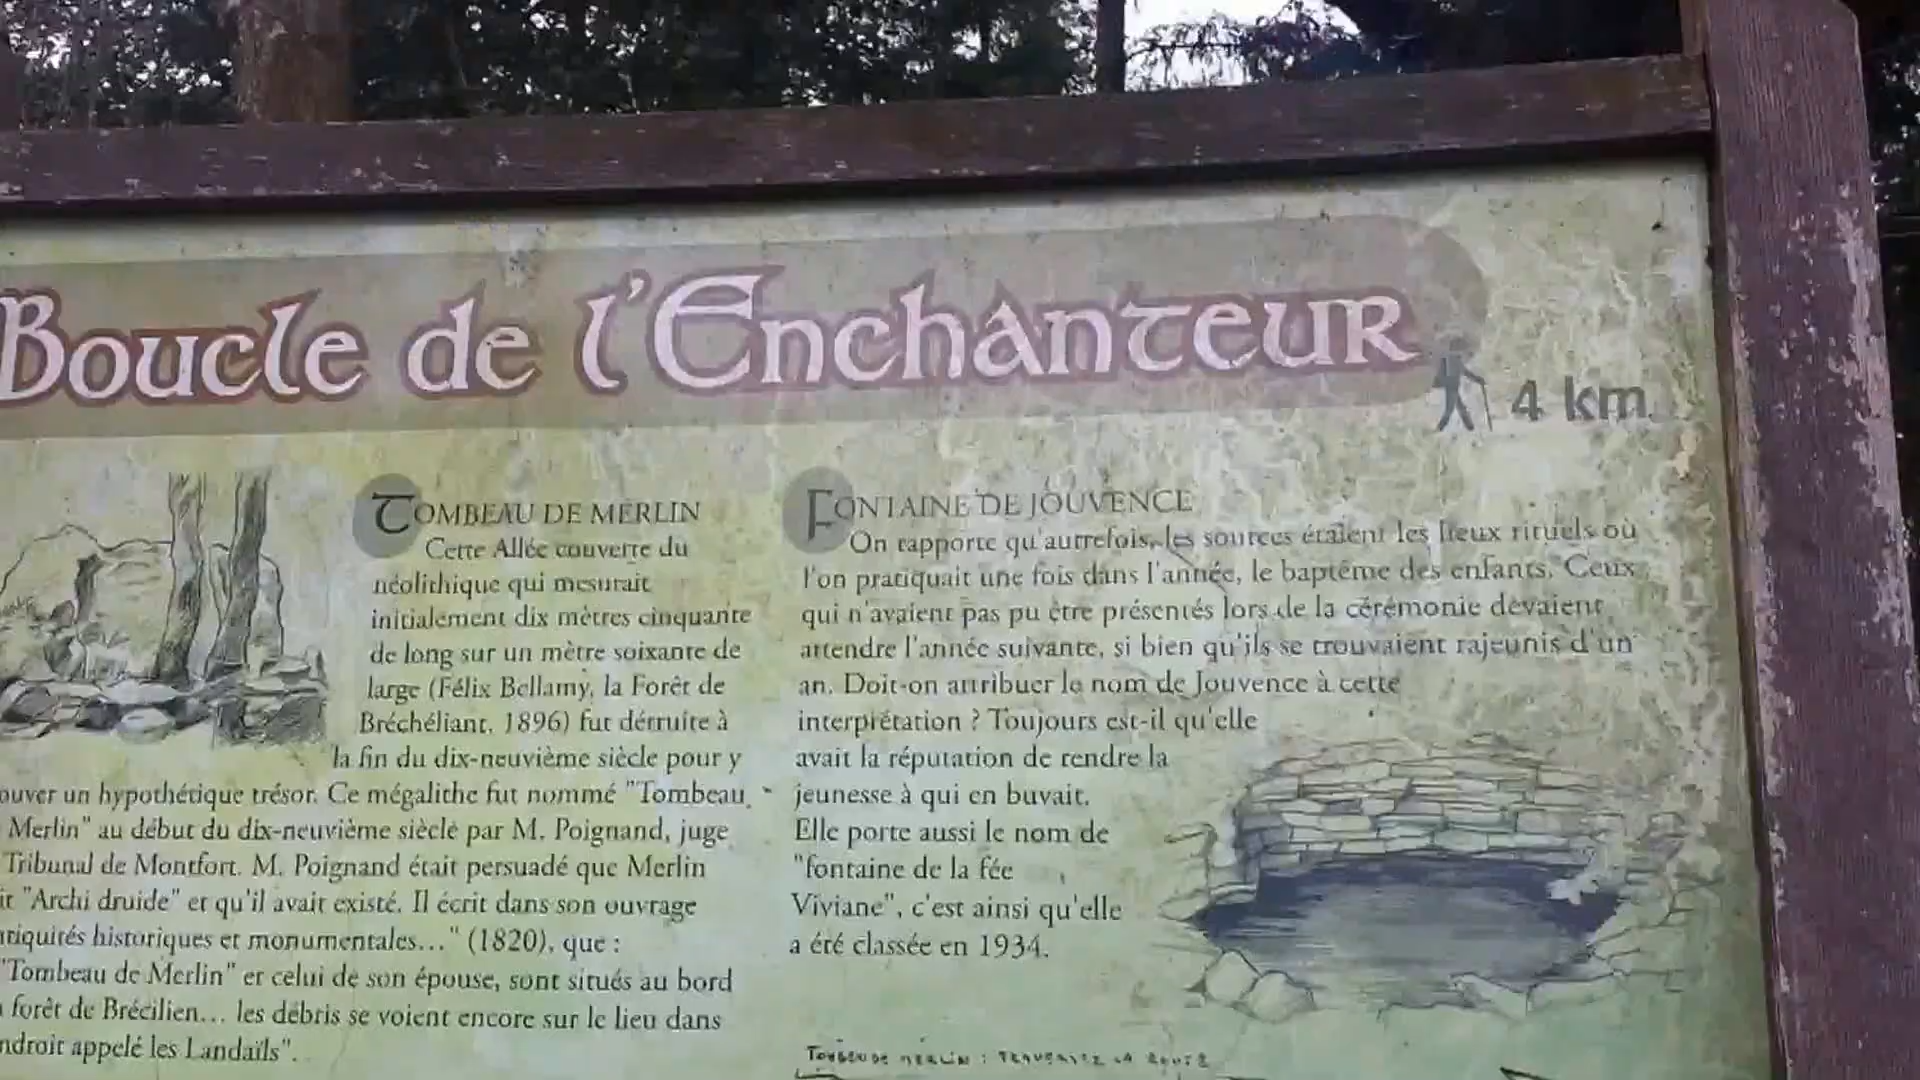 Boucle de l'Enchanteur
4 km
TOMBEAU DE MERLIN
Cette Allée couverte du
néolithique qui mesurait
initialement dix mètres cinquante
de long sur un mètre soixante de
large (Félix Bellamy, la Forêt de
Bréchéliant, 1896) fut détruite à
la fin du dix-neuvième siècle pour y
ouver un hypothétique trésor. Ce mégalithe fut nommé "Tombeau
Merlin" au début du dix-neuvième siècle par M. Poignand, juge
Tribunal de Montfort. M. Poignand était persuadé que Merlin
it "Archi druide" et qu'il avait existé. Il écrit dans son ouvrage
ntiquités historiques et monumentales..." (1820), que :
"Tombeau de Merlin" et celui de son épouse, sont situés au bord
forêt de Brécilien... les débris se voient encore sur le lieu dans
ndroit appelé les Landails".
FONTAINE DE JOUVENCE
On rapporte qu'autrefois, les sources étaient les lieux rituels où
l'on pratiquait une fois dans l'année, le baptême des enfants. Ceux
qui n'avaient pas pu être présentés lors de la cérémonie devaient
attendre l'année suivante, si bien qu'ils se trouvaient rajeunis d'un
an. Doit-on attribuer le nom de Jouvence à cette
interprétation ? Toujours est-il qu'elle
avait la réputation de rendre la
jeunesse à qui en buvait.
Elle porte aussi le nom de
"fontaine de la fée
Viviane", c'est ainsi qu'elle
a été classée en 1934.
TOMBEAU DE MERLIN : TRAVERSEZ LA ROUTE